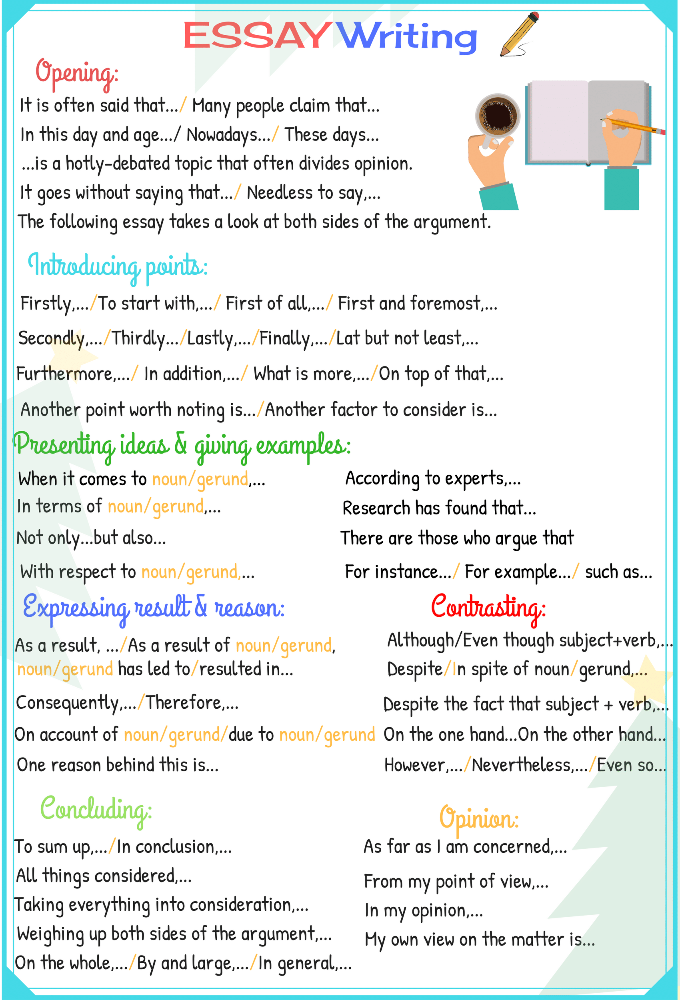 ESSAY Writing
Opening:
It is often said that.../ Many people claim that...
In this day and age.../ Nowadays.../ These days...
...is a hotly-debated topic that often divides opinion.
It goes without saying that.../ Needless to say,...
The following essay takes a look at both sides of the argument.
Introducing points:
Firstly,.../To start with,.../ First of all,.../ First and foremost,...
Secondly,.../Thirdly.../Lastly,.../Finally,.../Lat but not least,...
Furthermore,.../ In addition,.../ What is more,.../On top of that,...
Another point worth noting is.../Another factor to consider is...
Presenting ideas & giving examples:
When it comes to noun/gerund,...
In terms of noun/gerund,...
Not only...but also...
With respect to noun/gerund,...
According to experts,...
Research has found that...
There are those who argue that
For instance.../ For example.../ such as...
Expressing result & reason:
As a result, .../As a result of noun/gerund,
noun/gerund has led to/resulted in...
Consequently,.../Therefore,...
On account of noun/gerund/due to noun/gerund
One reason behind this is...
Contrasting:
Although/Even though subject+verb,...
Despite/In spite of noun/gerund,...
Despite the fact that subject + verb,...
On the one hand...On the other hand...
However,.../Nevertheless,.../Even so...
Concluding:
To sum up,.../In conclusion,...
All things considered,...
Taking everything into consideration,...
Weighing up both sides of the argument,...
On the whole,.../By and large,.../In general,...
Opinion:
As far as I am concerned,...
From my point of view,...
In my opinion,...
My own view on the matter is...